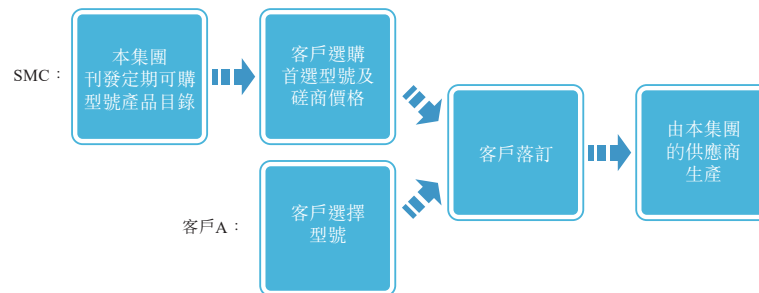 SMC：
本集團
刊發定期可購
型號產品目錄
客戶選購
首選型號及
磋商價格
客戶落訂
由本集團
的供應商
生產
客戶A：
客戶選擇
型號